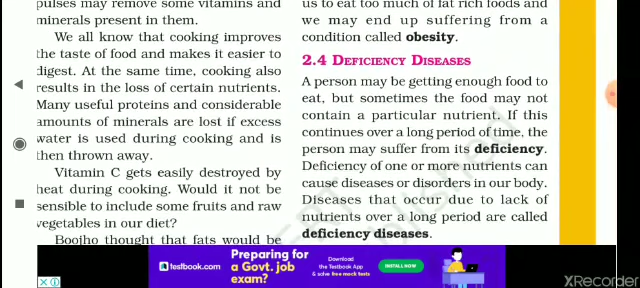 pulses may remove some vitamins and
minerals present in them.
We all know that cooking improves
the taste of food and makes it easier to
digest. At the same time, cooking also
results in the loss of certain nutrients.
Many useful proteins and considerable
amounts of minerals are lost if excess
water is used during cooking and is
then thrown away.
Vitamin C gets easily destroyed by
heat during cooking. Would it not be
sensible to include some fruits and raw
vegetables in our diet?
Boojho thought that fats would be
us to eat too much of fat rich foods and
we may end up suffering from a
condition called obesity.
2.4 DEFICIENCY DISEASES
A person may be getting enough food to
eat, but sometimes the food may not
contain a particular nutrient. If this
continues over a long period of time, the
person may suffer from its deficiency.
Deficiency of one or more nutrients can
cause diseases or disorders in our body.
Diseases that occur due to lack of
nutrients over a long period are called
deficiency diseases.
testbook.com
Preparing for
a Govt. job
exam?
Download
the Testbook App
& solve free mock tests
INSTALL NOW
XRecorder